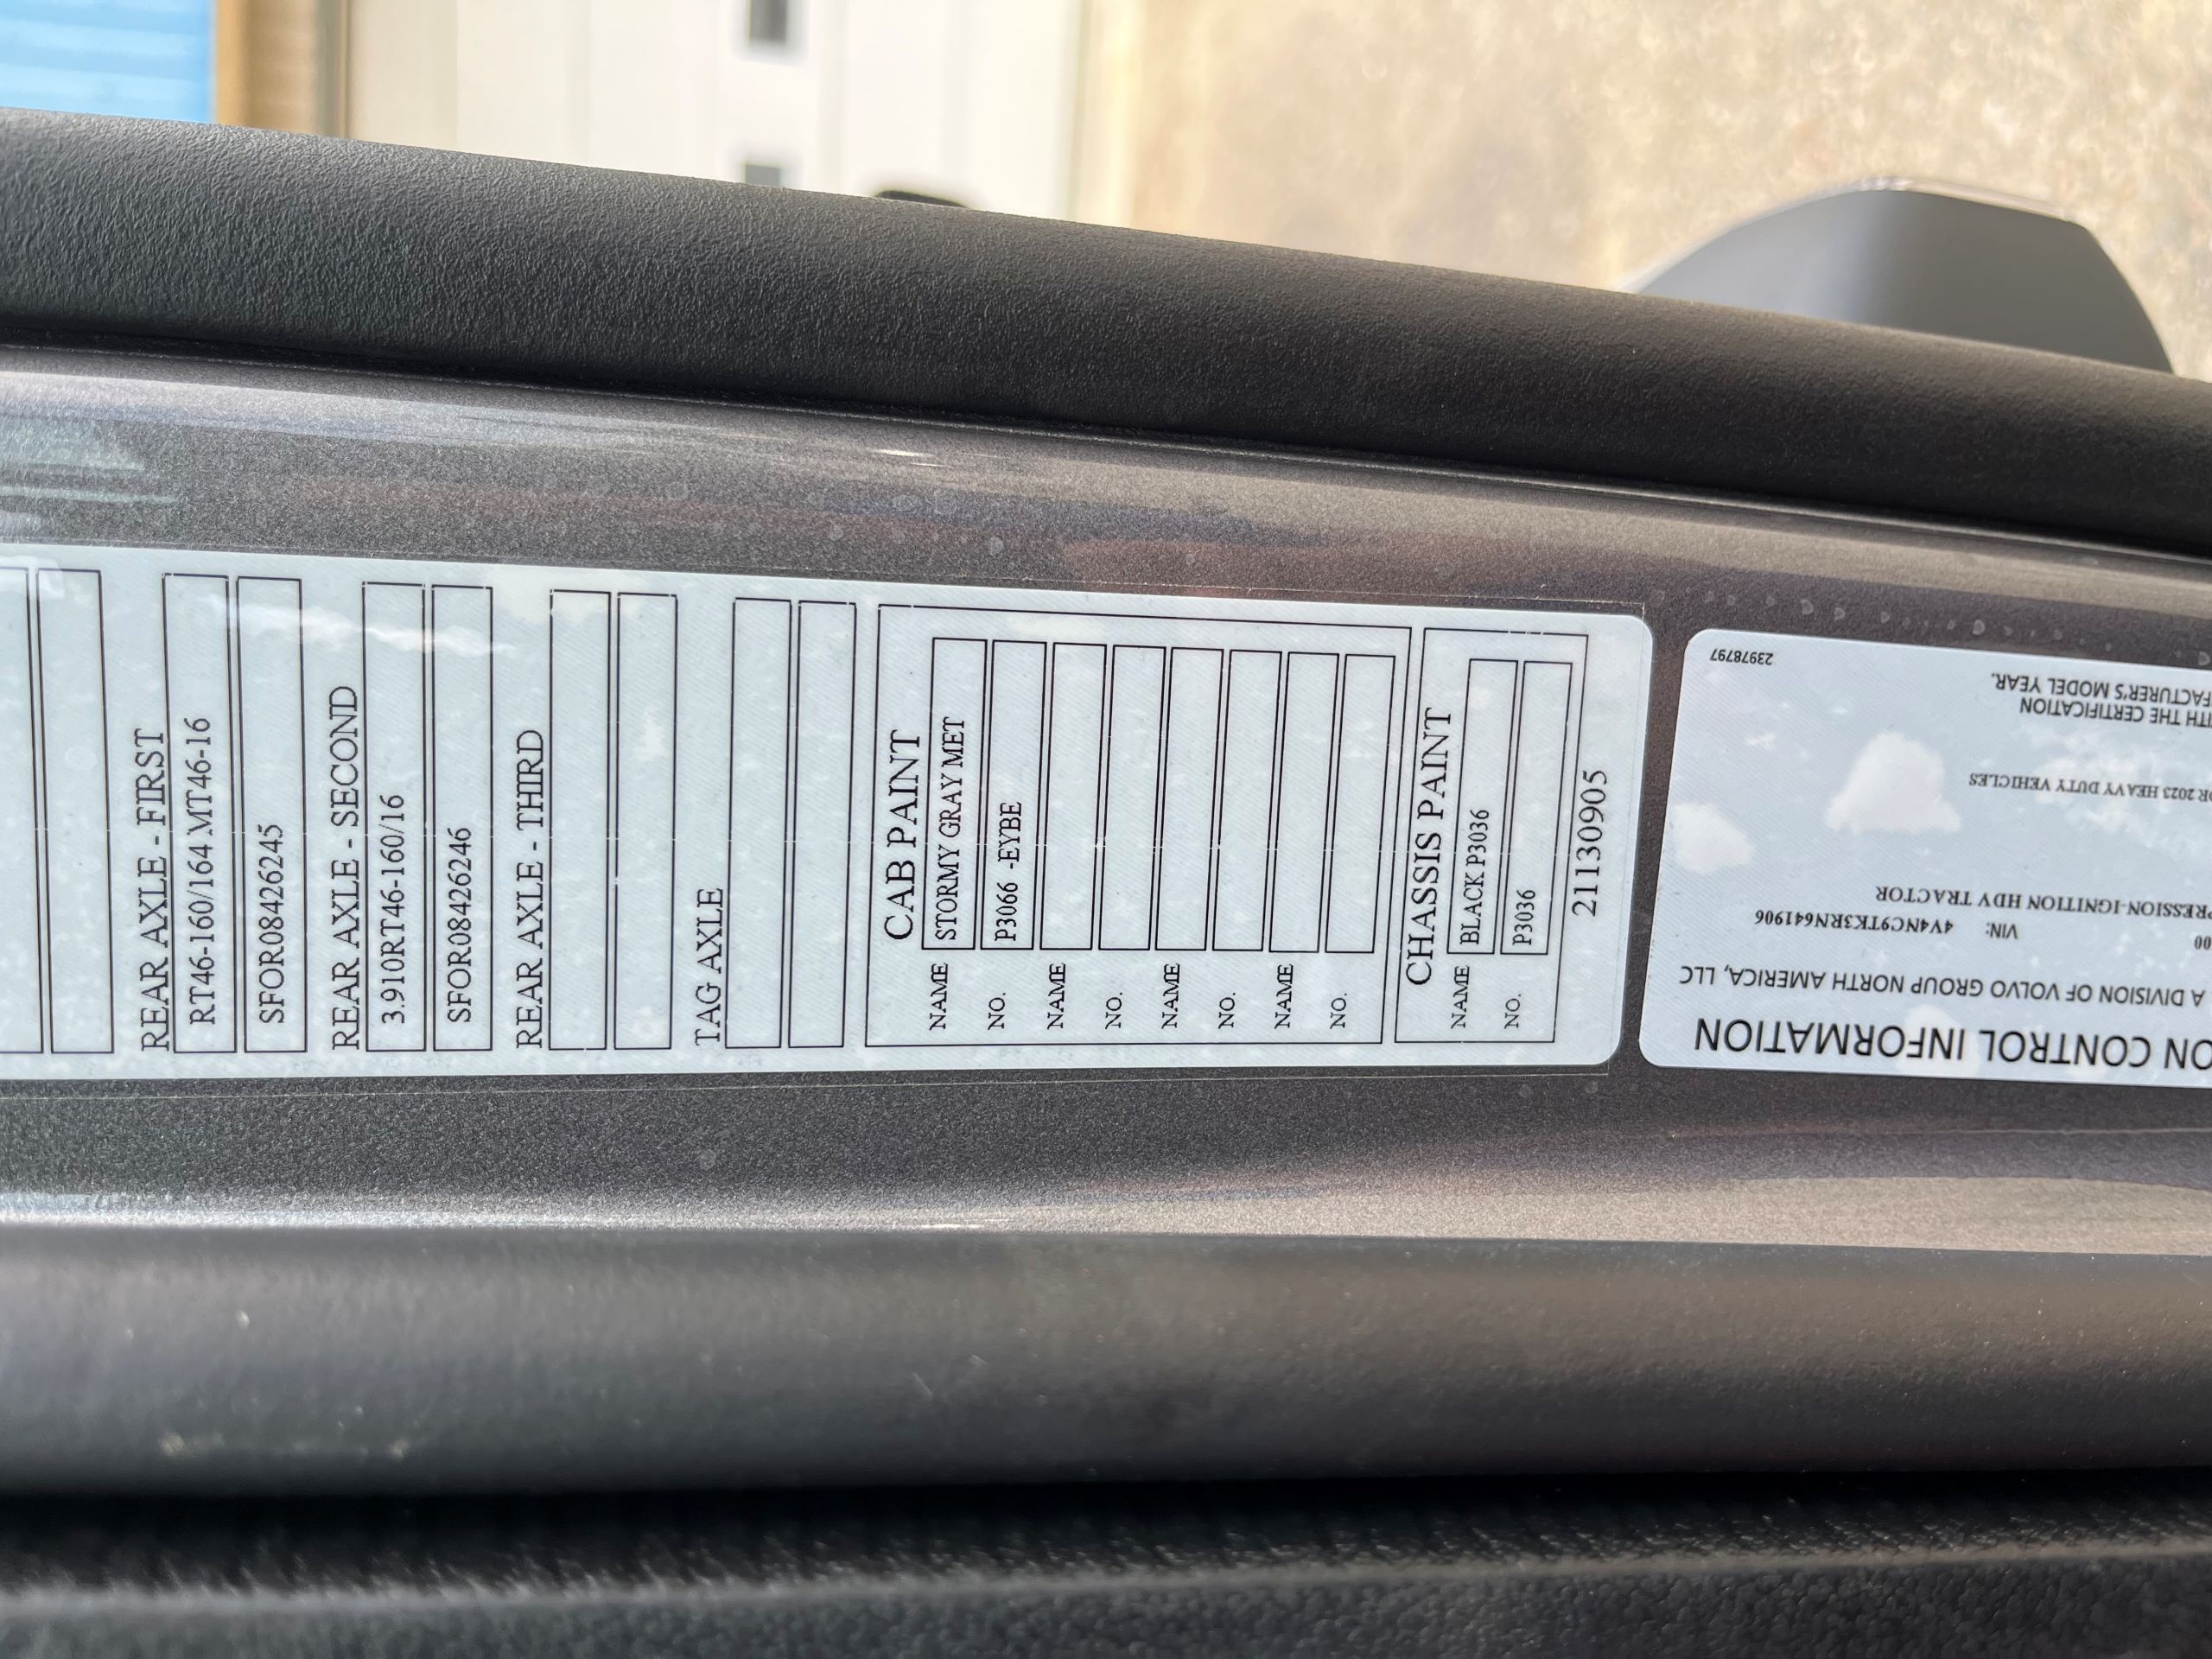 REAR AXLE - FIRST
RT46-160/164 MT46-16
SFOR08426245
REAR AXLE - SECOND
3.910RT46-160/16
SFOR08426246
REAR AXLE - THIRD
TAG AXLE
CAB PAINT
NAME STORMY GRAY MET
NO. P3066 -EYBE
NAME
NO.
NAME
NO.
NAME
NO.
CHASSIS PAINT
NAME BLACK P3036
NO. P3036
21130905
ON CONTROL INFORMATION
A DIVISION OF VOLVO GROUP NORTH AMERICA, LLC
00 VIN: 4V4NC9TK3RN641906
PRESSION-IGNITION HDV TRACTOR
OR 2023 HEAVY DUTY VEHICLES
ITH THE CERTIFICATION
FACTURER'S MODEL YEAR.
23978797